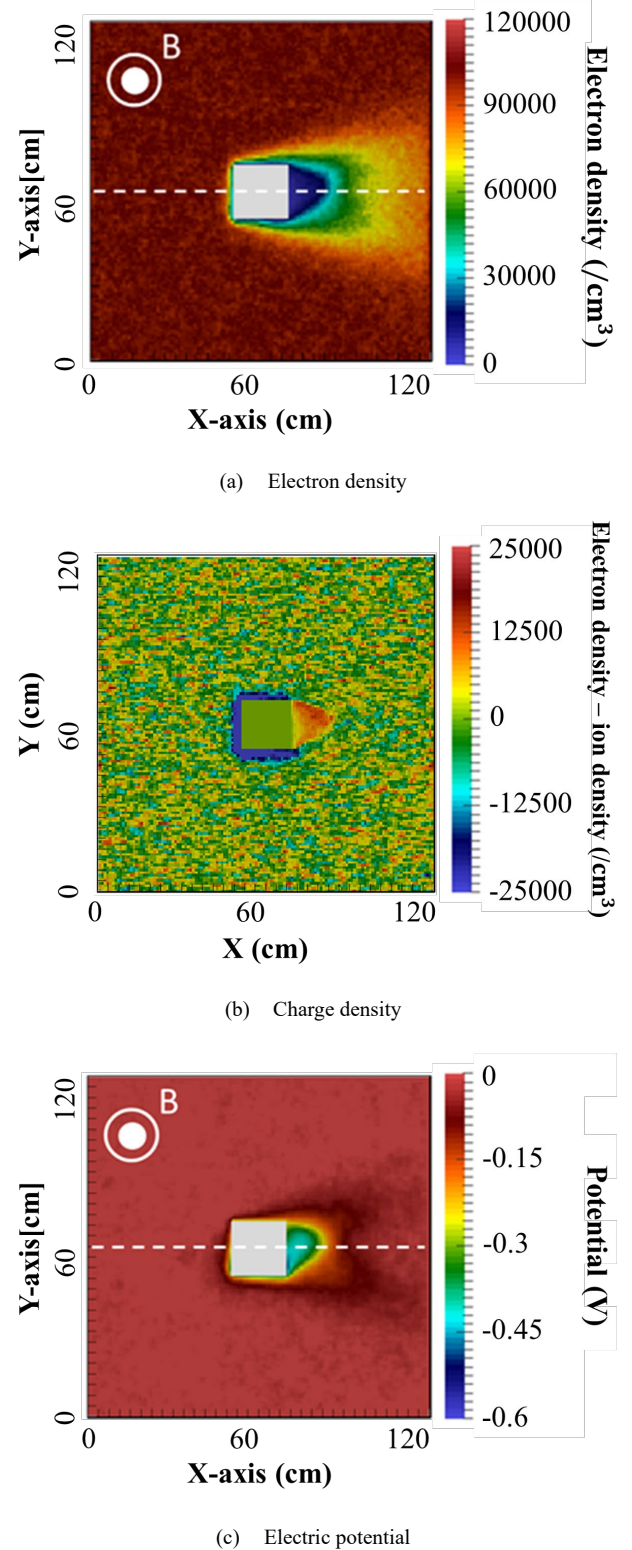 120000
90000
60000
30000
0
Electron density (/cm³)
B
Y-axis[cm]
120
60
0
0 60 120
X-axis (cm)
(a) Electron density
25000
12500
0
-12500
-25000
Electron density – ion density (/cm³)
Y (cm)
120
60
0
0 60 120
X (cm)
(b) Charge density
0
-0.15
-0.3
-0.45
-0.6
Potential (V)
B
Y-axis[cm]
120
60
0
0 60 120
X-axis (cm)
(c) Electric potential